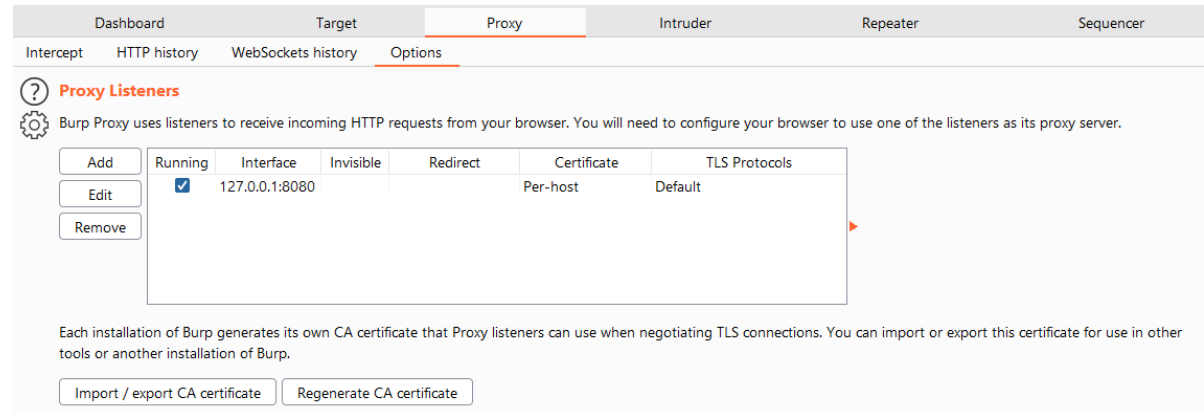 Dashboard Target Proxy Intruder Repeater Sequencer
Intercept HTTP history WebSockets history Options
? Proxy Listeners
Burp Proxy uses listeners to receive incoming HTTP requests from your browser. You will need to configure your browser to use one of the listeners as its proxy server.
Add Running Interface Invisible Redirect Certificate TLS Protocols
Edit 127.0.0.1:8080 Per-host Default
Remove
Each installation of Burp generates its own CA certificate that Proxy listeners can use when negotiating TLS connections. You can import or export this certificate for use in other
tools or another installation of Burp.
Import / export CA certificate Regenerate CA certificate